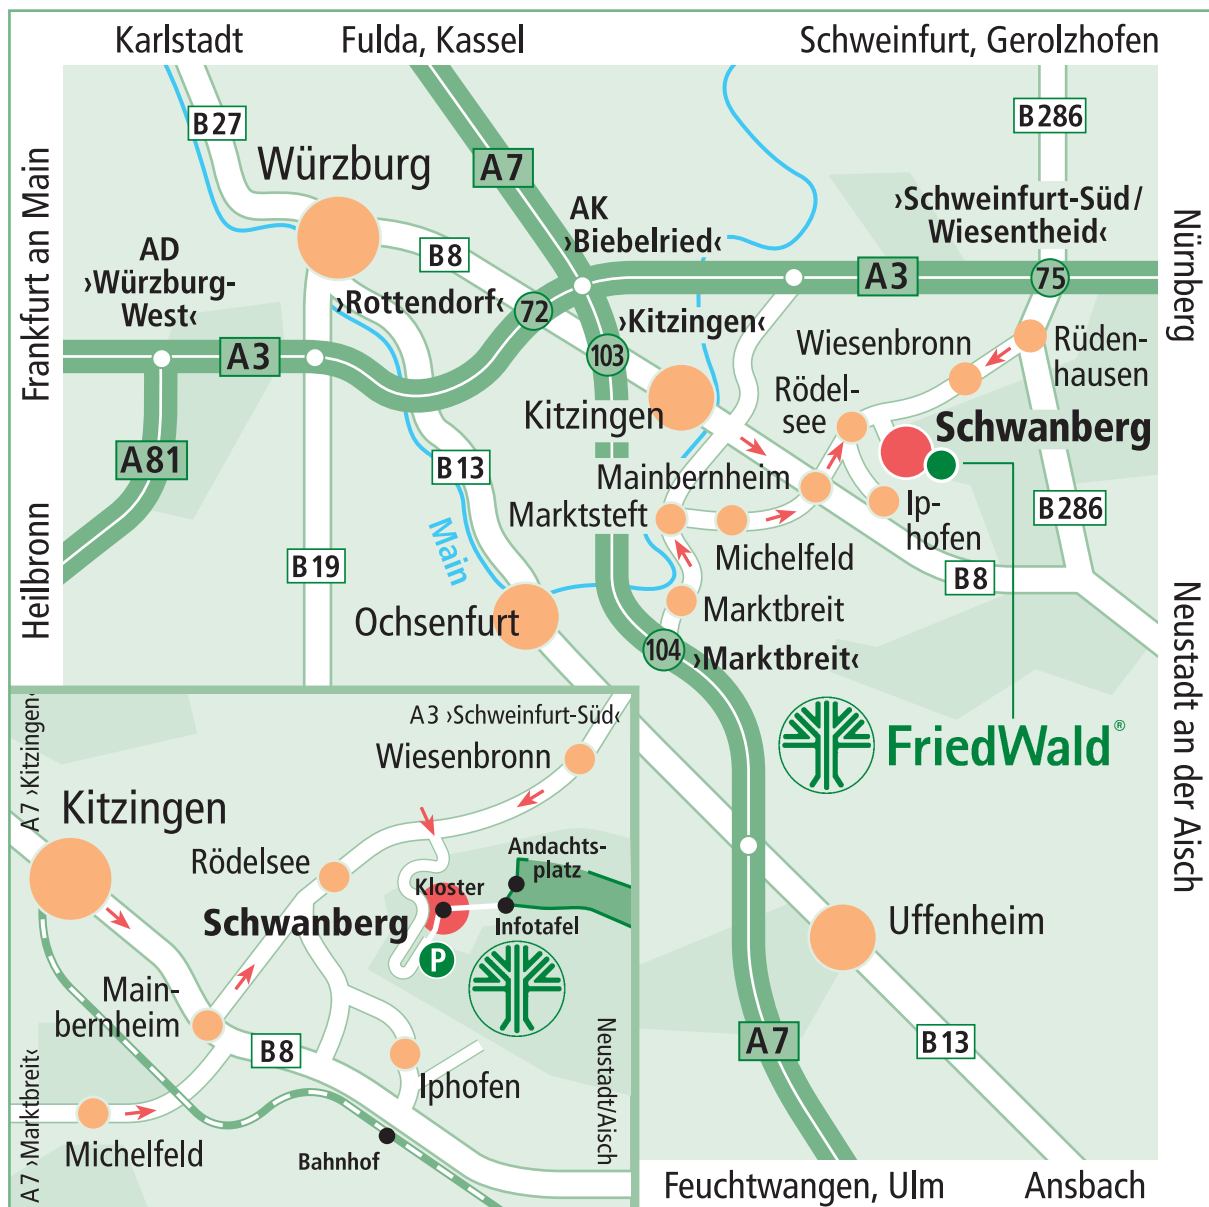 Karlstadt
Fulda, Kassel
Schweinfurt, Gerolzhofen
Frankfurt an Main
Heilbronn
Nürnberg
Neustadt an der Aisch
B27
Würzburg
A7
B286
›Schweinfurt-Süd/
Wiesentheid‹
AK
›Biebelried‹
AD
›Würzburg-
West‹
B8
A3
75
›Rottendorf‹
72
›Kitzingen‹
103
A3
Wiesenbronn
Rüden-
hausen
Rödel-
see
Kitzingen
Schwanberg
A81
B13
Mainbernheim
Marktsteft
Michelfeld
Ip-
hofen
B286
Main
B19
B8
Ochsenfurt
Marktbreit
104
›Marktbreit‹
FriedWald®
Uffenheim
A7
B13
Feuchtwangen, Ulm
Ansbach
A7 ›Kitzingen‹
A3 ›Schweinfurt-Süd‹
Wiesenbronn
Kitzingen
Rödelsee
Andachts-
platz
Kloster
Schwanberg
Infotafel
P
Main-
bernheim
B8
Iphofen
Neustadt/Aisch
A7 ›Marktbreit‹
Michelfeld
Bahnhof